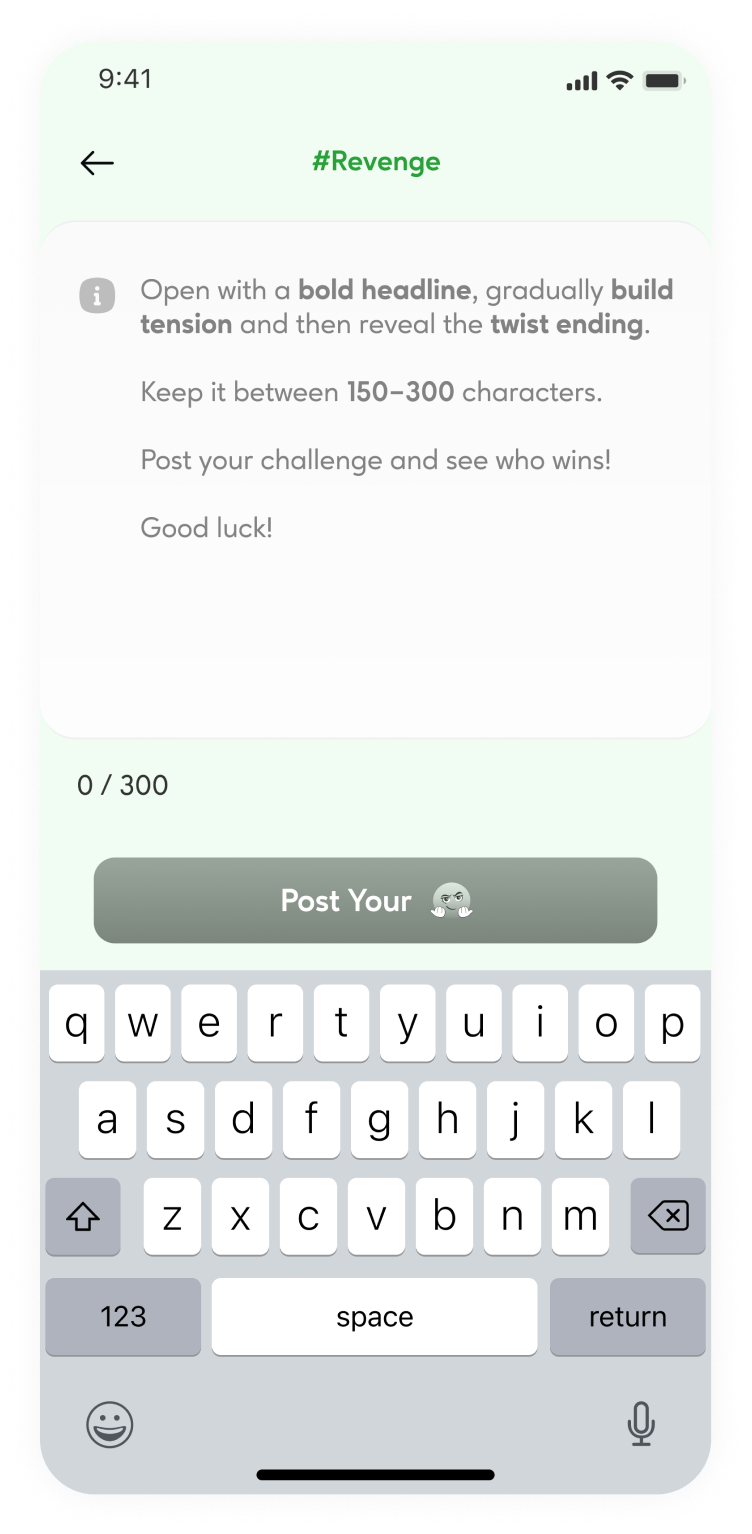 9:41
#Revenge
Open with a bold headline, gradually build
tension and then reveal the twist ending.
Keep it between 150–300 characters.
Post your challenge and see who wins!
Good luck!
0 / 300
Post Your
q w e r t y u i o p
a s d f g h j k l
z x c v b n m
123 space return